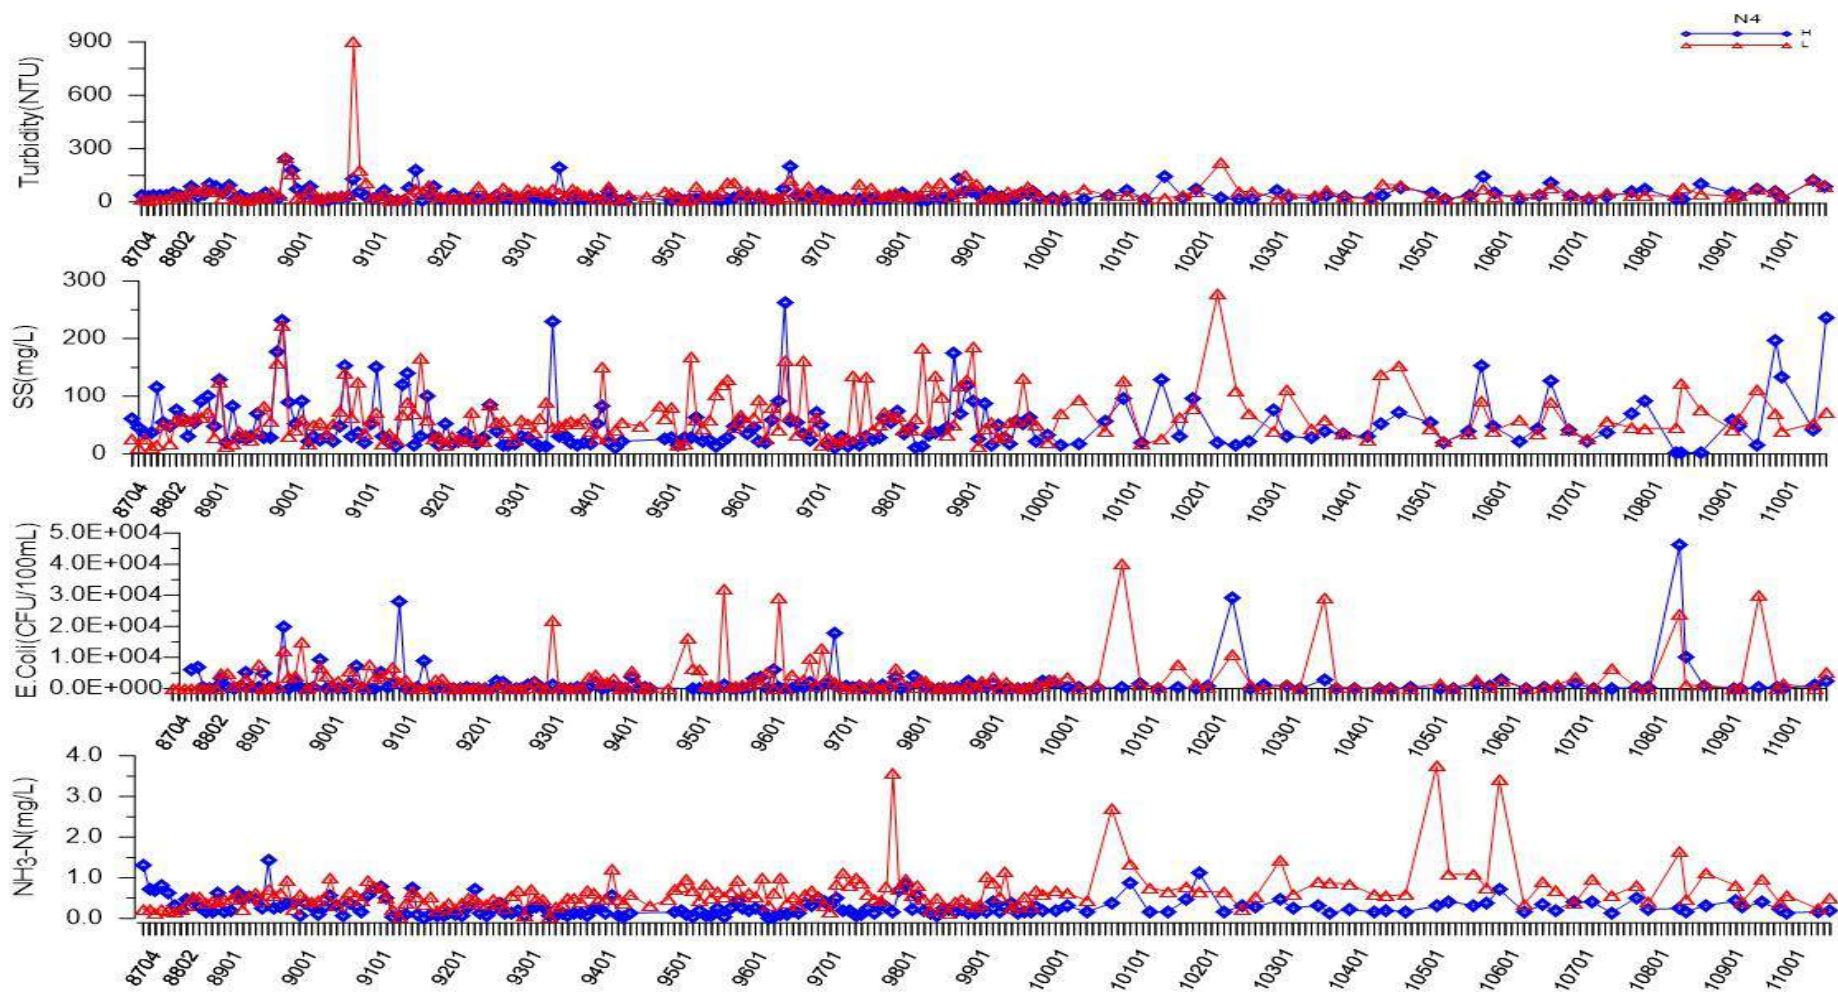 N4
H
L
Turbidity(NTU)
900
600
300
0
8704 8802 8901 9001 9101 9201 9301 9401 9501 9601 9701 9801 9901 10001 10101 10201 10301 10401 10501 10601 10701 10801 10901 11001
SS(mg/L)
300
200
100
0
8704 8802 8901 9001 9101 9201 9301 9401 9501 9601 9701 9801 9901 10001 10101 10201 10301 10401 10501 10601 10701 10801 10901 11001
E.Coli(CFU/100mL)
5.0E+004
4.0E+004
3.0E+004
2.0E+004
1.0E+004
0.0E+000
8704 8802 8901 9001 9101 9201 9301 9401 9501 9601 9701 9801 9901 10001 10101 10201 10301 10401 10501 10601 10701 10801 10901 11001
NH3-N(mg/L)
4.0
3.0
2.0
1.0
0.0
8704 8802 8901 9001 9101 9201 9301 9401 9501 9601 9701 9801 9901 10001 10101 10201 10301 10401 10501 10601 10701 10801 10901 11001